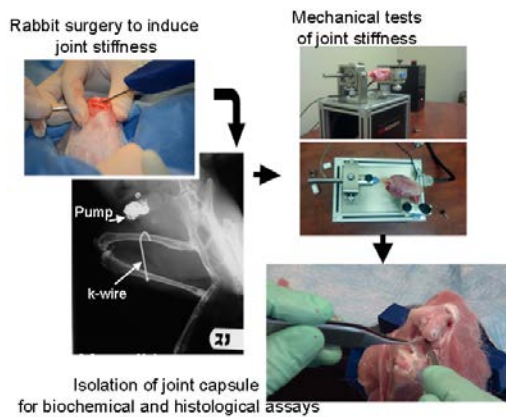 Rabbit surgery to induce
joint stiffness
Mechanical tests
of joint stiffness
Pump
k-wire
Isolation of joint capsule
for biochemical and histological assays